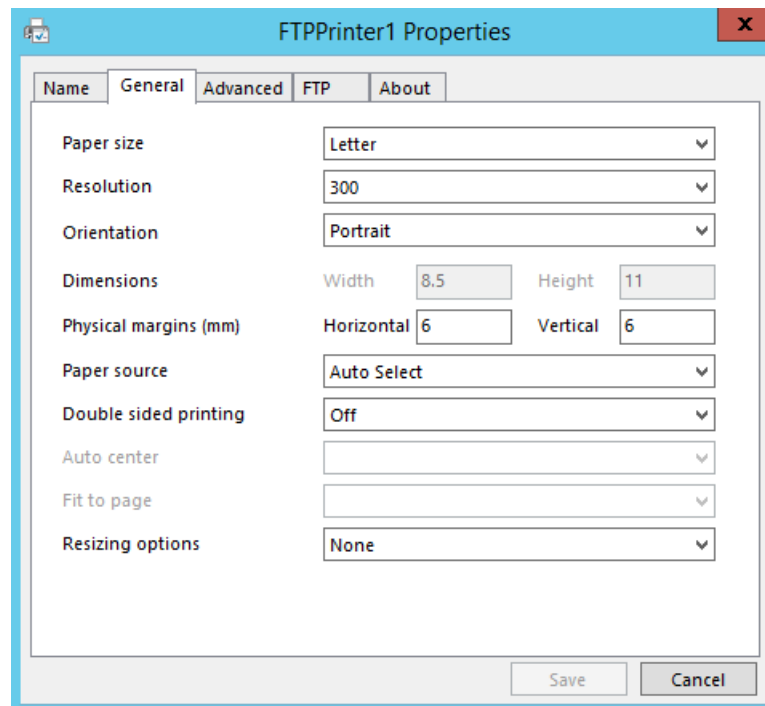 FTPPrinter1 Properties
x
Name General Advanced FTP About
Paper size Letter
Resolution 300
Orientation Portrait
Dimensions Width 8.5 Height 11
Physical margins (mm) Horizontal 6 Vertical 6
Paper source Auto Select
Double sided printing Off
Auto center
Fit to page
Resizing options None
Save Cancel